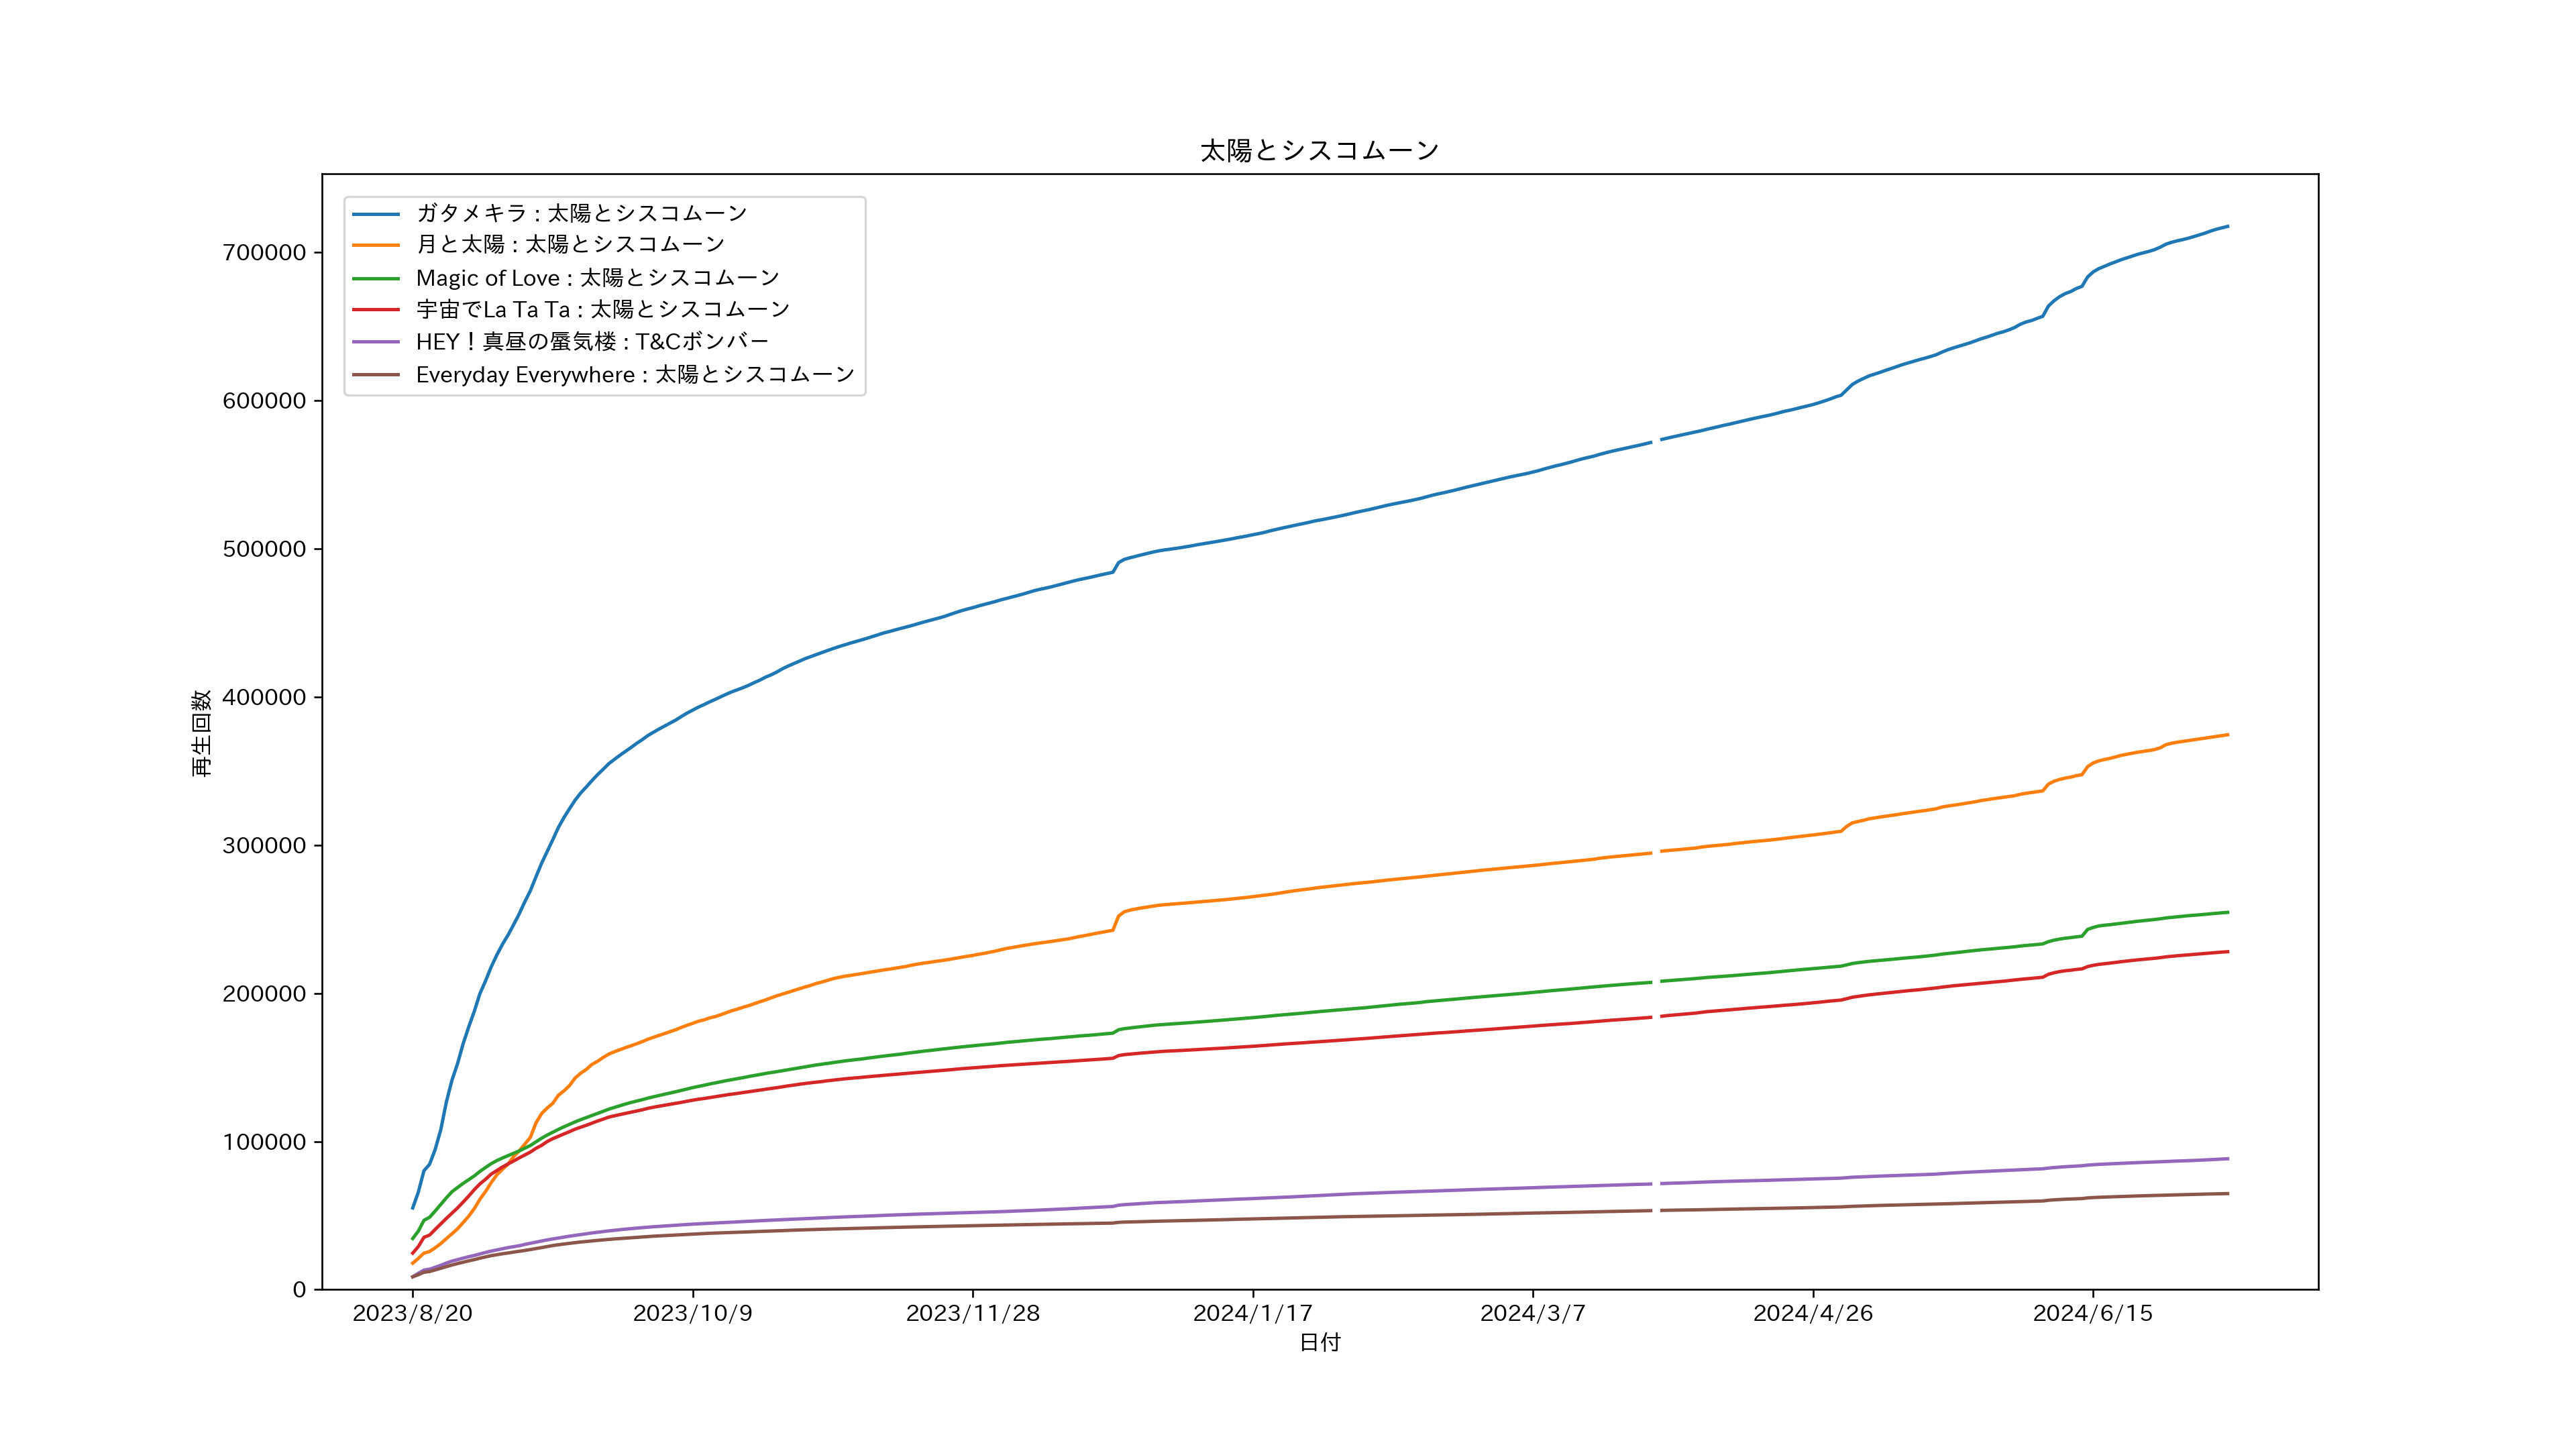 太陽とシスコムーン
ガタメキラ : 太陽とシスコムーン
月と太陽 : 太陽とシスコムーン
Magic of Love : 太陽とシスコムーン
宇宙でLa Ta Ta : 太陽とシスコムーン
HEY！真昼の蜃気楼 : T&Cボンバー
Everyday Everywhere : 太陽とシスコムーン
700000
600000
500000
400000
300000
200000
100000
0
再生回数
2023/8/20 2023/10/9 2023/11/28 2024/1/17 2024/3/7 2024/4/26 2024/6/15
日付